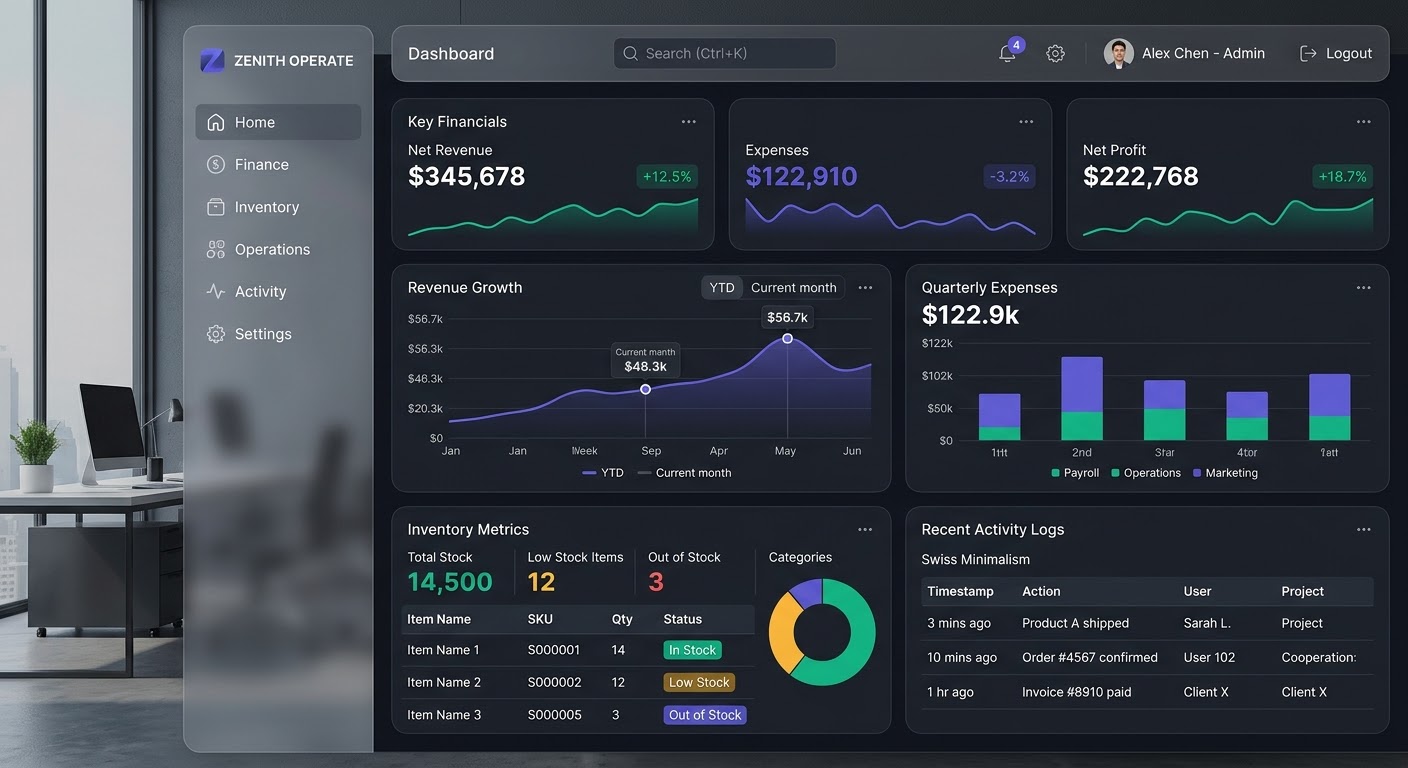 ZENITH OPERATE
Home
Finance
Inventory
Operations
Activity
Settings
Dashboard
Search (Ctrl+K)
4
Alex Chen - Admin
Logout
Key Financials
Net Revenue
$345,678
+12.5%
Expenses
$122,910
-3.2%
Net Profit
$222,768
+18.7%
Revenue Growth
YTD
Current month
$56.7k
$56.3k
$46.3k
$20.3k
$0
$56.7k
Current manth
$48.3k
Jan
Jan
Sep
Apr
May
Jun
YTD
Current month
Quarterly Expenses
$122.9k
$122k
$102k
$0
2nd
Payroll
Operations
Marketing
Inventory Metrics
Total Stock
14,500
Low Stock Items
12
Out of Stock
3
Categories
Item Name SKU Qty Status
Item Name 1 S000001 14 In Stock
Item Name 2 S000002 12 Low Stock
Item Name 3 S000005 3 Out of Stock
Recent Activity Logs
Swiss Minimalism
Timestamp Action User Project
3 mins ago Product A shipped Sarah L. Project
10 mins ago Order #4567 confirmed User 102 Cooperation:
1 hr ago Invoice #8910 paid Client X Client X